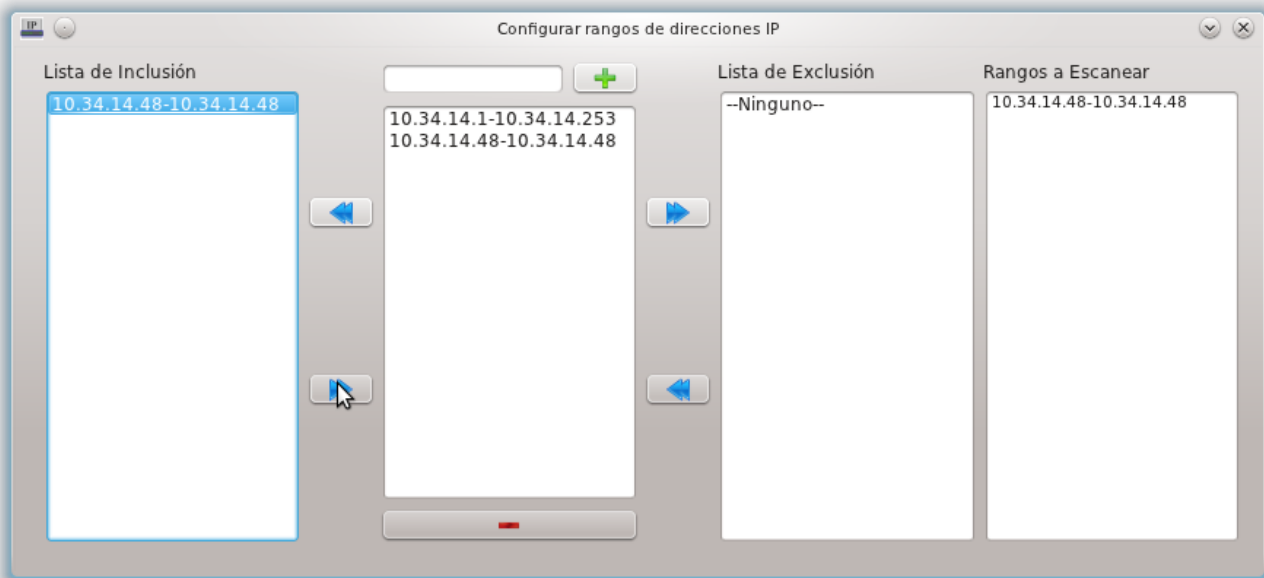 IP
Configurar rangos de direcciones IP
Lista de Inclusión
Lista de Exclusión
Rangos a Escanear
10.34.14.48-10.34.14.48
10.34.14.1-10.34.14.253
10.34.14.48-10.34.14.48
--Ninguno--
10.34.14.48-10.34.14.48